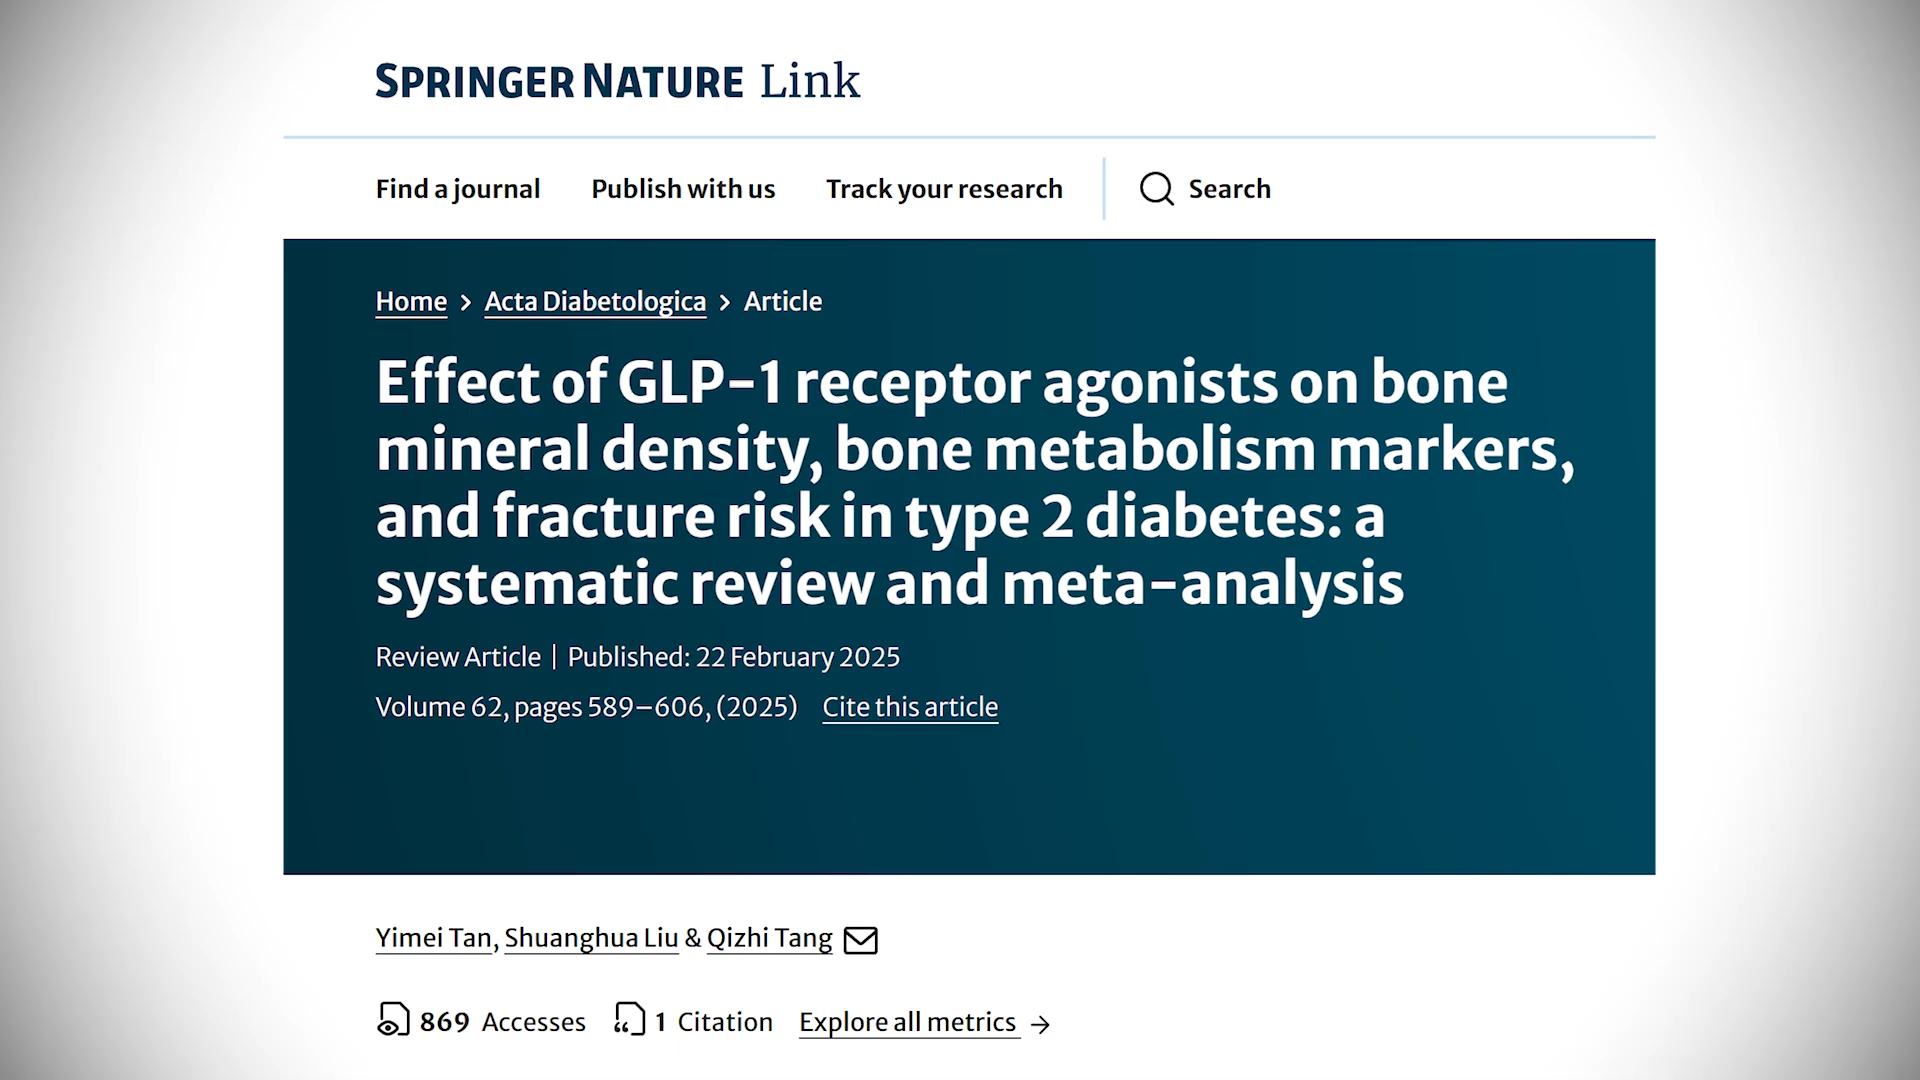 SPRINGER NATURE Link
Find a journal Publish with us Track your research Search
Home > Acta Diabetologica > Article
Effect of GLP-1 receptor agonists on bone
mineral density, bone metabolism markers,
and fracture risk in type 2 diabetes: a
systematic review and meta-analysis
Review Article | Published: 22 February 2025
Volume 62, pages 589–606, (2025) Cite this article
Yimei Tan, Shuanghua Liu & Qizhi Tang
869 Accesses 1 Citation Explore all metrics →